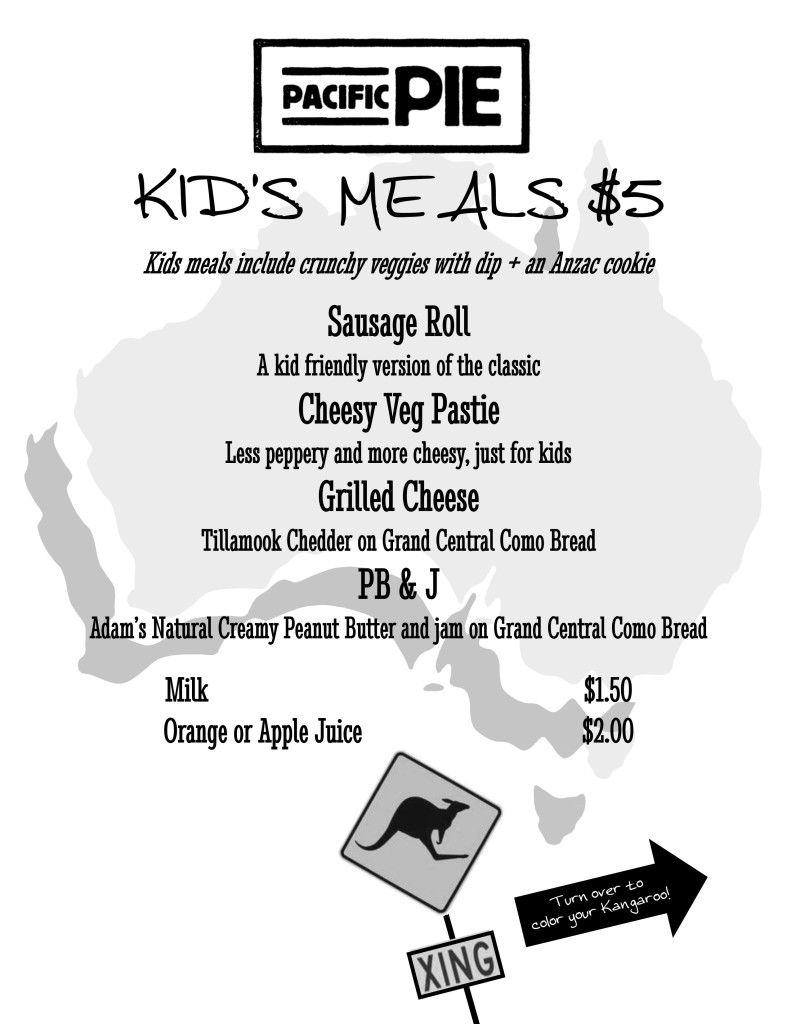 PACIFIC PIE
KID'S MEALS $5
Kids meals include crunchy veggies with dip + an Anzac cookie
Sausage Roll
A kid friendly version of the classic
Cheesy Veg Pastie
Less peppery and more cheesy, just for kids
Grilled Cheese
Tillamook Chedder on Grand Central Como Bread
PB & J
Adam's Natural Creamy Peanut Butter and jam on Grand Central Como Bread
Milk $1.50
Orange or Apple Juice $2.00
Turn over to
color your Kangaroo!
XING